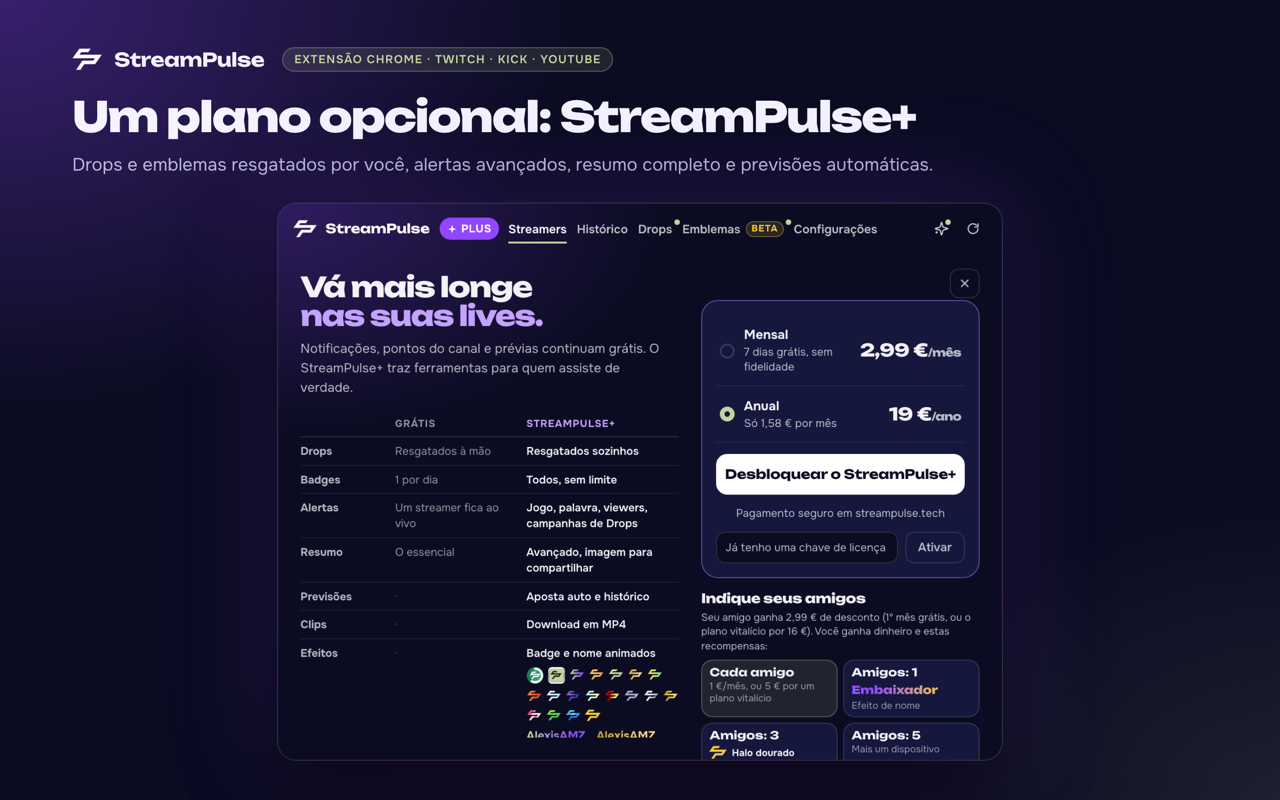 StreamPulse
EXTENSÃO CHROME · TWITCH · KICK · YOUTUBE
Um plano opcional: StreamPulse+
Drops e emblemas resgatados por você, alertas avançados, resumo completo e previsões automáticas.
StreamPulse
+ PLUS
Streamers
Histórico
Drops
Emblemas
BETA
Configurações
Vá mais longe
nas suas lives.
Notificações, pontos do canal e prévias continuam grátis. O
StreamPulse+ traz ferramentas para quem assiste de
verdade.
GRÁTIS
STREAMPULSE+
Drops
Resgatados à mão
Resgatados sozinhos
Badges
1 por dia
Todos, sem limite
Alertas
Um streamer fica ao
vivo
Jogo, palavra, viewers,
campanhas de Drops
Resumo
O essencial
Avançado, imagem para
compartilhar
Previsões
·
Aposta auto e histórico
Clips
·
Download em MP4
Efeitos
·
Badge e nome animados
AlexisAMZ
AlexisAMZ
Mensal
7 dias grátis, sem
fidelidade
2,99 €/mês
Anual
Só 1,58 € por mês
19 €/ano
Desbloquear o StreamPulse+
Pagamento seguro em streampulse.tech
Já tenho uma chave de licença
Ativar
Indique seus amigos
Seu amigo ganha 2,99 € de desconto (1º mês grátis, ou o
plano vitalício por 16 €). Você ganha dinheiro e estas
recompensas:
Cada amigo
1 €/mês, ou 5 € por um
plano vitalício
Amigos: 1
Embaixador
Efeito de nome
Amigos: 3
Halo dourado
Amigos: 5
Mais um dispositivo